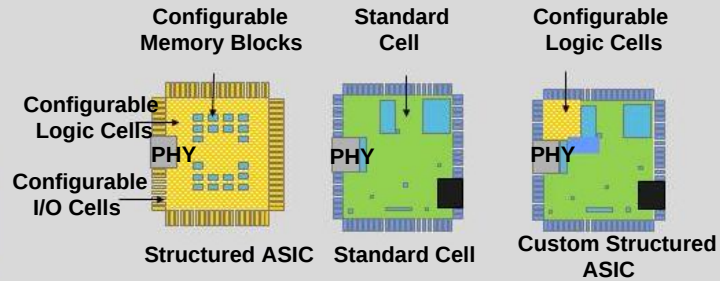 Configurable
Memory Blocks
Standard
Cell
Configurable
Logic Cells
Configurable
Logic Cells
PHY
PHY
PHY
Configurable
I/O Cells
Structured ASIC
Standard Cell
Custom Structured
ASIC